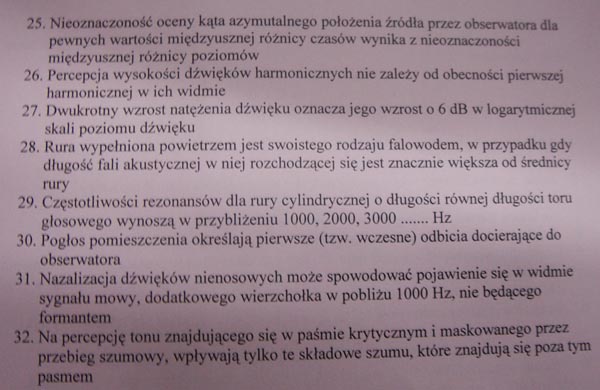 25. Nieoznaczoność oceny kąta azymutalnego położenia źródła przez obserwatora dla
pewnych wartości międzyusznej różnicy czasów wynika z nieoznaczoności
międzyusznej różnicy poziomów
26. Percepcja wysokości dźwięków harmonicznych nie zależy od obecności pierwszej
harmonicznej w ich widmie
27. Dwukrotny wzrost natężenia dźwięku oznacza jego wzrost o 6 dB w logarytmicznej
skali poziomu dźwięku
28. Rura wypełniona powietrzem jest swoistego rodzaju falowodem, w przypadku gdy
długość fali akustycznej w niej rozchodzącej się jest znacznie większa od średnicy
rury
29. Częstotliwości rezonansów dla rury cylindrycznej o długości równej długości toru
głosowego wynoszą w przybliżeniu 1000, 2000, 3000 ....... Hz
30. Pogłos pomieszczenia określają pierwsze (tzw. wczesne) odbicia docierające do
obserwatora
31. Nazalizacja dźwięków nienosowych może spowodować pojawienie się w widmie
sygnału mowy, dodatkowego wierzchołka w pobliżu 1000 Hz, nie będącego
formantem
32. Na percepcję tonu znajdującego się w paśmie krytycznym i maskowanego przez
przebieg szumowy, wpływają tylko te składowe szumu, które znajdują się poza tym
pasmem